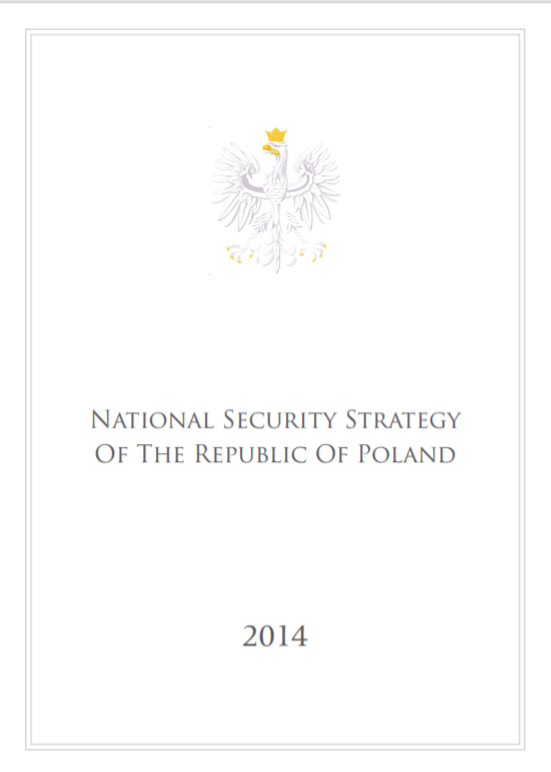 National Security Strategy
Of The Republic Of Poland
2014